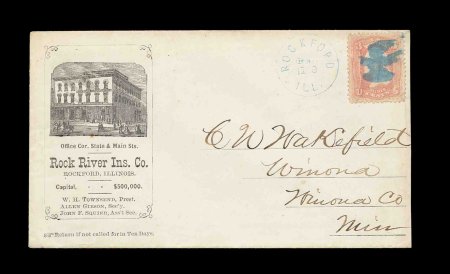 Office Cor. State & Main Sts.
Rock River Ins. Co.
ROCKFORD, ILLINOIS.
Capital, - - $500,000.
W. H. TOWNSEND, Prest.
ALLEN GIBSON, Sec'y.
JOHN F. SQUIRE, Ass't Sec.
Return if not called for in Ten Days.
ROCKFORD
ILL.
C W Wakefield
Winona
Winona Co
Minn